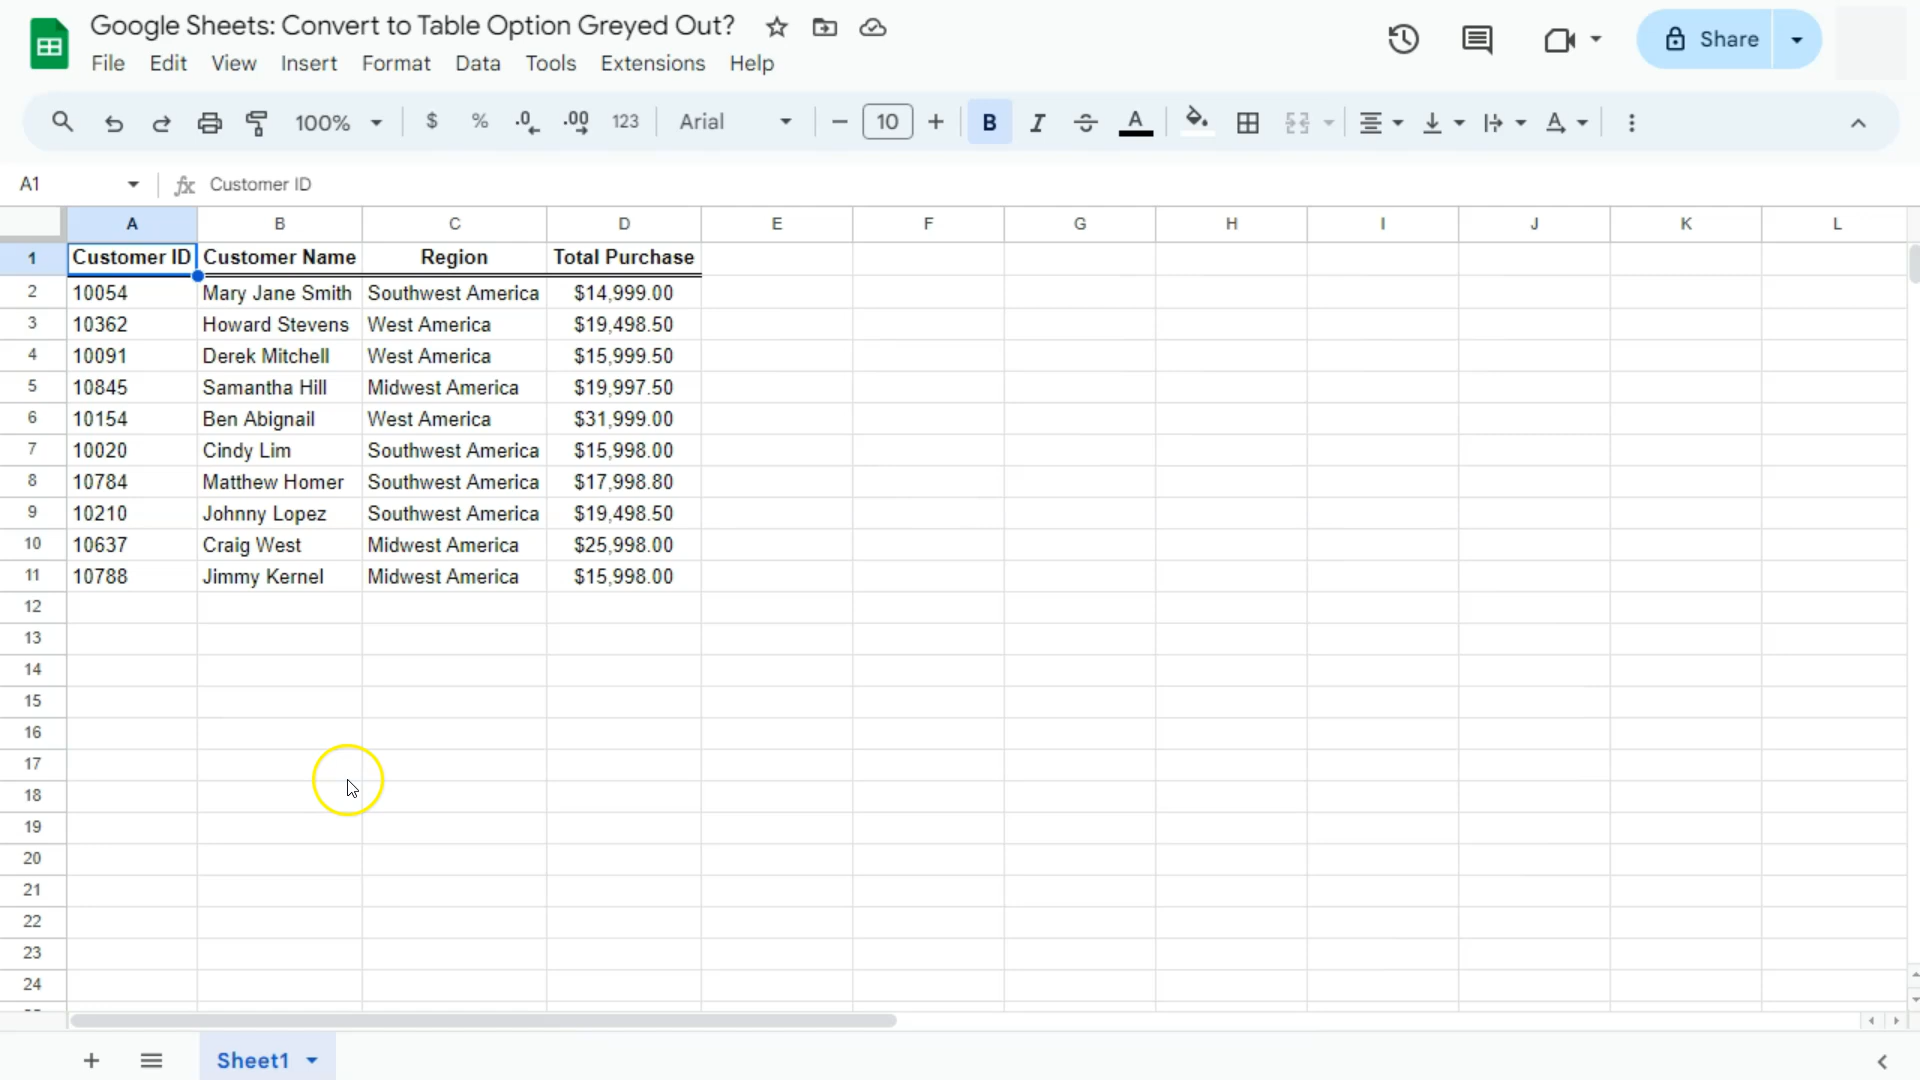 Google Sheets: Convert to Table Option Greyed Out?
File Edit View Insert Format Data Tools Extensions Help
Share
100% $ % .0 .00 123 Arial 10 B I S A A
A1 fx Customer ID
A B C D E F G H I J K L
1 Customer ID Customer Name Region Total Purchase
2 10054 Mary Jane Smith Southwest America $14,999.00
3 10362 Howard Stevens West America $19,498.50
4 10091 Derek Mitchell West America $15,999.50
5 10845 Samantha Hill Midwest America $19,997.50
6 10154 Ben Abignail West America $31,999.00
7 10020 Cindy Lim Southwest America $15,998.00
8 10784 Matthew Homer Southwest America $17,998.80
9 10210 Johnny Lopez Southwest America $19,498.50
10 10637 Craig West Midwest America $25,998.00
11 10788 Jimmy Kernel Midwest America $15,998.00
12
13
14
15
16
17
18
19
20
21
22
23
24
Sheet1